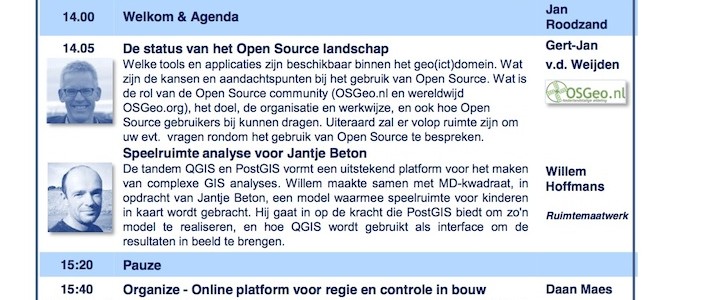 14.00 Welkom & Agenda Jan
Roodzand
14.05 De status van het Open Source landschap Gert-Jan
v.d. Weijden
Welke tools en applicaties zijn beschikbaar binnen het geo(ict)domein. Wat
zijn de kansen en aandachtspunten bij het gebruik van Open Source. Wat is
de rol van de Open Source community (OSGeo.nl en wereldwijd
OSGeo.org), het doel, de organisatie en werkwijze, en ook hoe Open
Source gebruikers bij kunnen dragen. Uiteraard zal er volop ruimte zijn om
uw evt. vragen rondom het gebruik van Open Source te bespreken.
OSGeo.nl
Speelruimte analyse voor Jantje Beton
De tandem QGIS en PostGIS vormt een uitstekend platform voor het maken
van complexe GIS analyses. Willem maakte samen met MD-kwadraat, in
opdracht van Jantje Beton, een model waarmee speelruimte voor kinderen
in kaart wordt gebracht. Hij gaat in op de kracht die PostGIS biedt om zo'n
model te realiseren, en hoe QGIS wordt gebruikt als interface om de
resultaten in beeld te brengen.
Willem
Hoffmans
Ruimtemaatwerk
15:20 Pauze
15:40 Organize - Online platform voor regie en controle in bouw Daan Maes